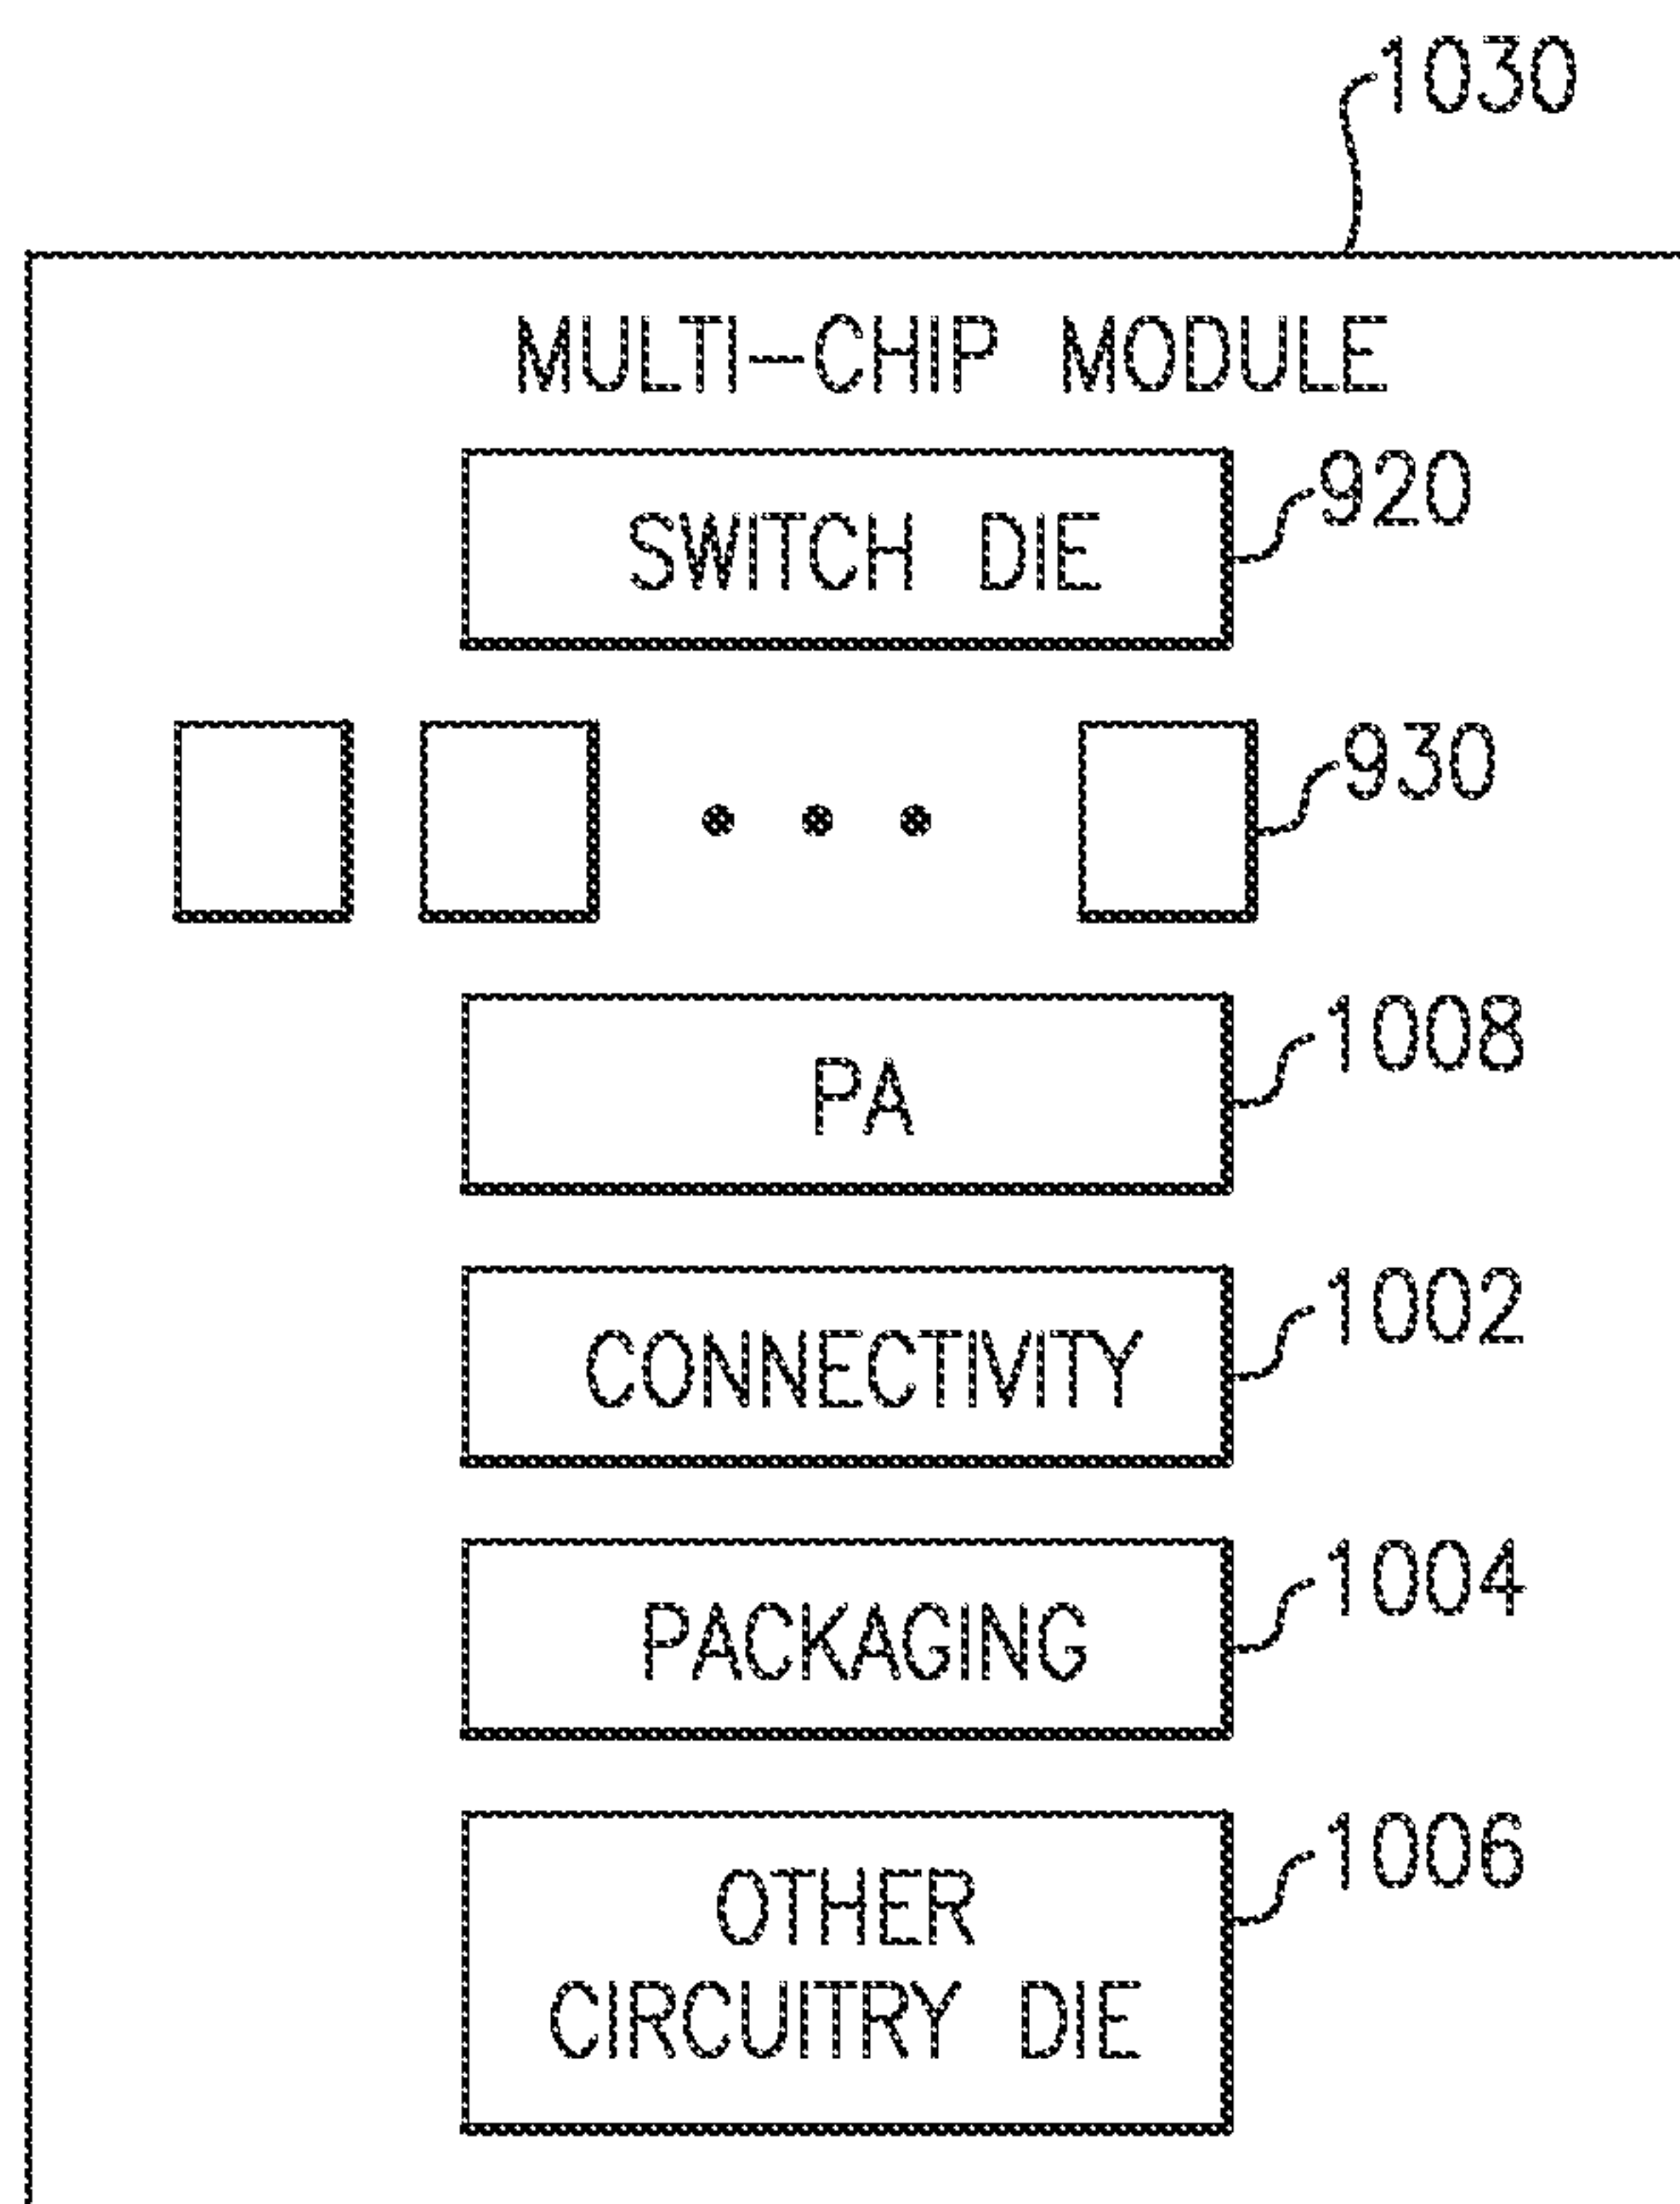 1030
MULTI-CHIP MODULE
SWITCH DIE
920
930
PA
1008
CONNECTIVITY
1002
PACKAGING
1004
OTHER
CIRCUITRY DIE
1006